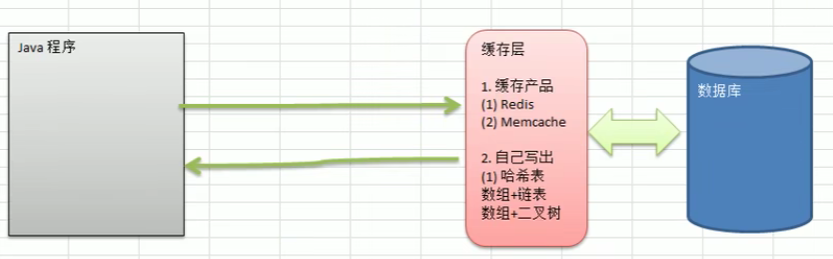 Java 程序
缓存层
1. 缓存产品
(1) Redis
(2) Memcache
2. 自己写出
(1) 哈希表
数组+链表
数组+二叉树
数据库